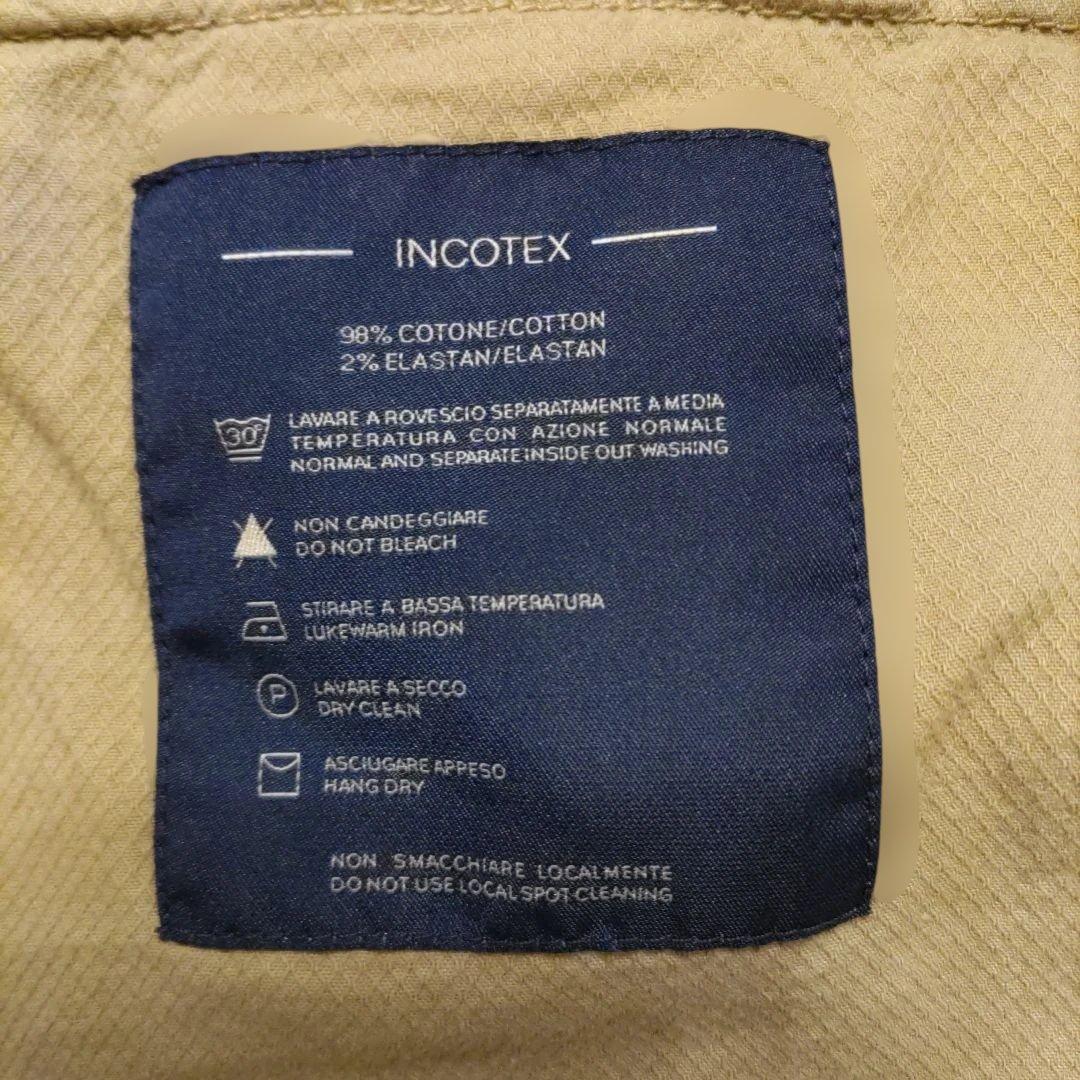 INCOTEX
98% COTONE/COTTON
2% ELASTAN/ELASTAN
30°
LAVARE A ROVESCIO SEPARATAMENTE A MEDIA
TEMPERATURA CON AZIONE NORMALE
NORMAL AND SEPARATE INSIDE OUT WASHING
NON CANDEGGIARE
DO NOT BLEACH
STIRARE A BASSA TEMPERATURA
LUKEWARM IRON
P
LAVARE A SECCO
DRY CLEAN
ASCIUGARE APPESO
HANG DRY
NON SMACCHIARE LOCALMENTE
DO NOT USE LOCAL SPOT CLEANING